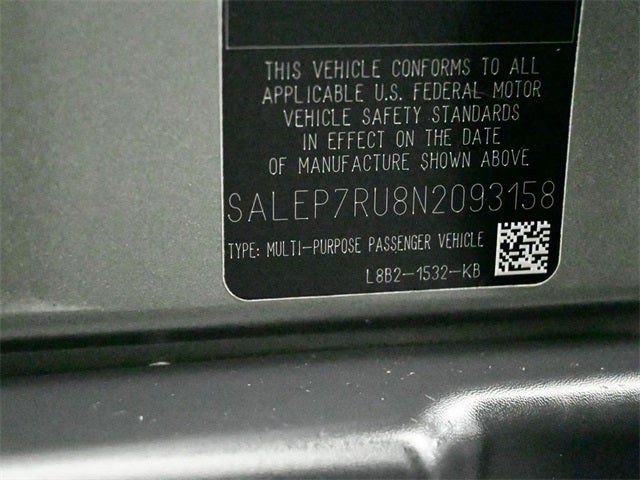 THIS VEHICLE CONFORMS TO ALL
APPLICABLE U.S. FEDERAL MOTOR
VEHICLE SAFETY STANDARDS
IN EFFECT ON THE DATE
OF MANUFACTURE SHOWN ABOVE
SALEP7RU8N2093158
TYPE: MULTI-PURPOSE PASSENGER VEHICLE
L8B2-1532-KB